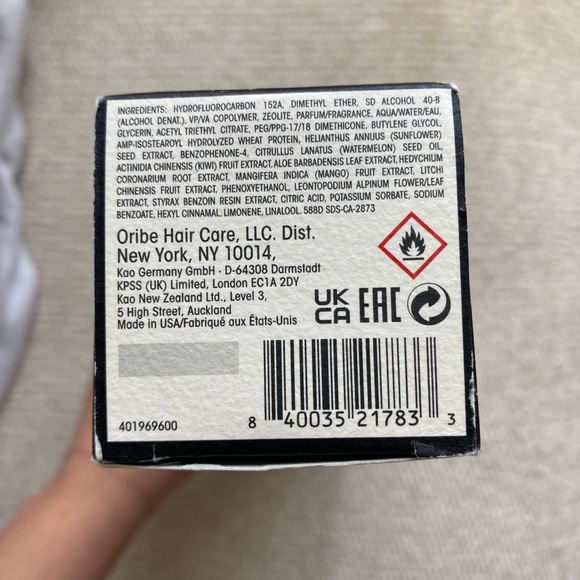 INGREDIENTS: HYDROFLUOROCARBON 152A, DIMETHYL ETHER, SD ALCOHOL 40-B
(ALCOHOL DENAT.), VP/VA COPOLYMER, ZEOLITE, PARFUM/FRAGRANCE, AQUA/WATER/EAU,
GLYCERIN, ACETYL TRIETHYL CITRATE, PEG/PPG-17/18 DIMETHICONE, BUTYLENE GLYCOL,
AMP-ISOSTEAROYL HYDROLYZED WHEAT PROTEIN, HELIANTHUS ANNUUS (SUNFLOWER)
SEED EXTRACT, BENZOPHENONE-4, CITRULLUS LANATUS (WATERMELON) SEED OIL,
ACTINIDIA CHINENSIS (KIWI) FRUIT EXTRACT, ALOE BARBADENSIS LEAF EXTRACT, HEDYCHIUM
CORONARIUM ROOT EXTRACT, MANGIFERA INDICA (MANGO) FRUIT EXTRACT, LITCHI
CHINENSIS FRUIT EXTRACT, PHENOXYETHANOL, LEONTOPODIUM ALPINUM FLOWER/LEAF
EXTRACT, STYRAX BENZOIN RESIN EXTRACT, CITRIC ACID, POTASSIUM SORBATE, SODIUM
BENZOATE, HEXYL CINNAMAL, LIMONENE, LINALOOL. 588D SDS-CA-2873
Oribe Hair Care, LLC. Dist.
New York, NY 10014,
Kao Germany GmbH · D-64308 Darmstadt
KPSS (UK) Limited, London EC1A 2DY
Kao New Zealand Ltd., Level 3,
5 High Street, Auckland
Made in USA/Fabriqué aux États-Unis
UK
CA
EAC
401969600
8 40035 21783 3